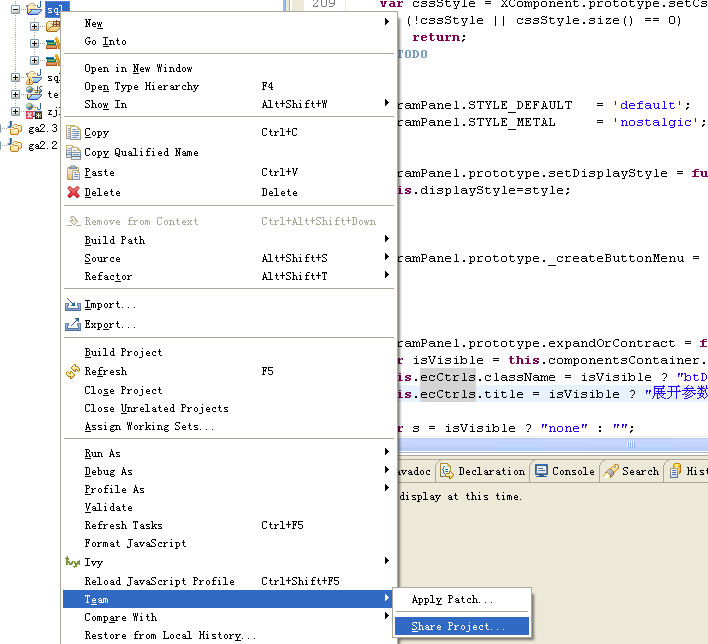 sql
sq
te
zj
ga2.3
ga2.2
New
Go Into
Open in New Window
Open Type Hierarchy F4
Show In Alt+Shift+W
Copy Ctrl+C
Copy Qualified Name
Paste Ctrl+V
Delete Delete
Remove from Context Ctrl+Alt+Shift+Down
Build Path
Source Alt+Shift+S
Refactor Alt+Shift+T
Import...
Export...
Build Project
Refresh F5
Close Project
Close Unrelated Projects
Assign Working Sets...
Run As
Debug As
Profile As
Validate
Refresh Tasks Ctrl+F5
Format JavaScript
Ivy
Reload JavaScript Profile Ctrl+Shift+F5
Team
Compare With
Restore from Local History...
Apply Patch...
Share Project...
209 var cssStyle = XComponent.prototype.setCs
(!cssStyle || cssStyle.size() == 0)
return;
TODO
ramPanel.STYLE_DEFAULT = 'default';
ramPanel.STYLE_METAL = 'nostalgic';
ramPanel.prototype.setDisplayStyle = fu
is.displayStyle=style;
ramPanel.prototype._createButtonMenu =
ramPanel.prototype.expandOrContract = f
r isVisible = this.componentsContainer.
is.ecCtrls.className = isVisible ? "btD
is.ecCtrls.title = isVisible ? "展开参数
r s = isVisible ? "none" : "";
avadoc Declaration Console Search Hist
display at this time.